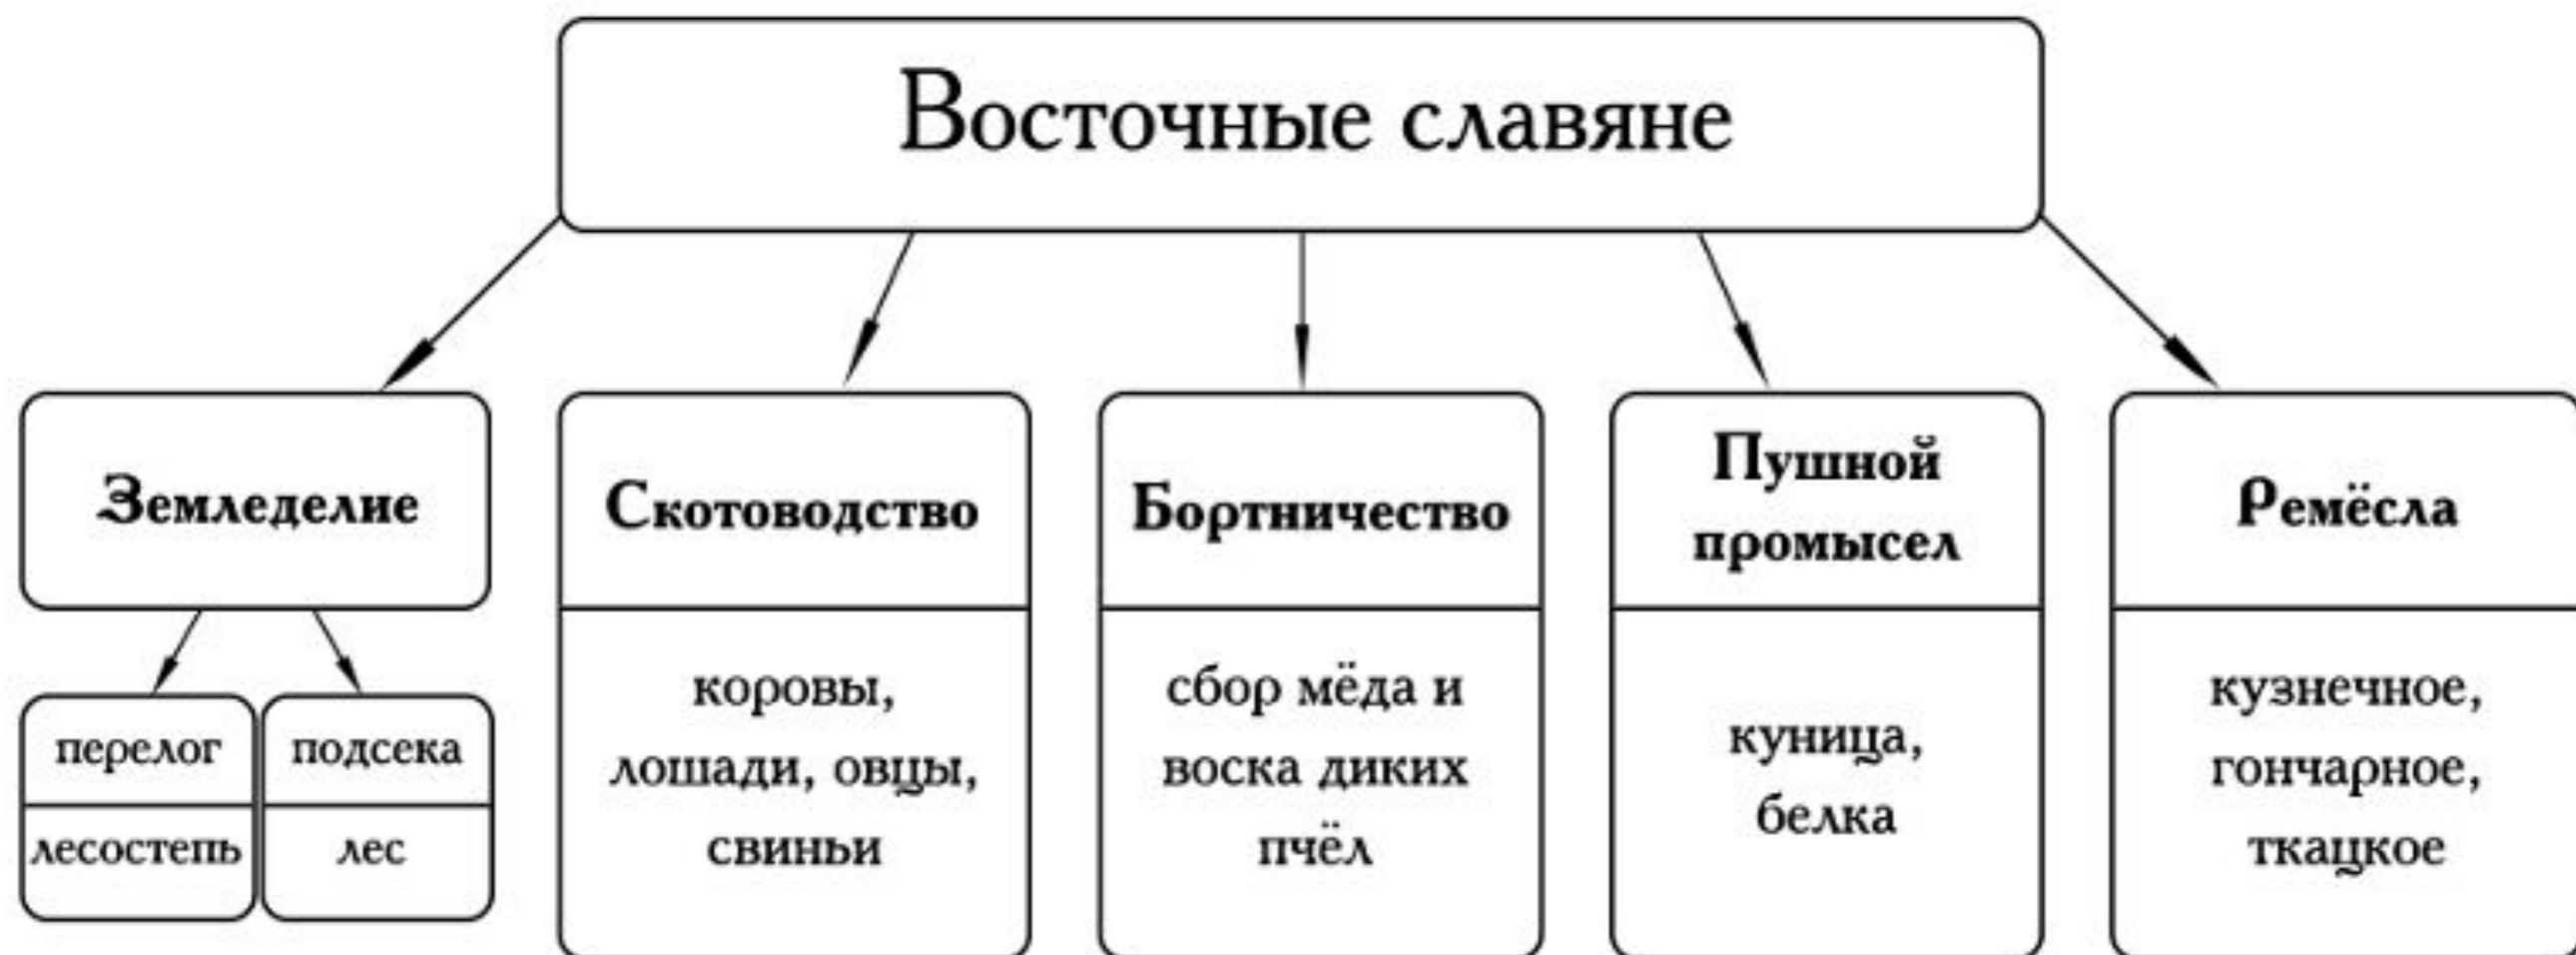 Восточные славяне
Земледелие
перелог
лесостепь
подсека
лес
Скотоводство
коровы,
лошади, овцы,
свиньи
Бортничество
сбор мёда и
воска диких
пчёл
Пушной
промысел
куница,
белка
Ремёсла
кузнечное,
гончарное,
ткацкое